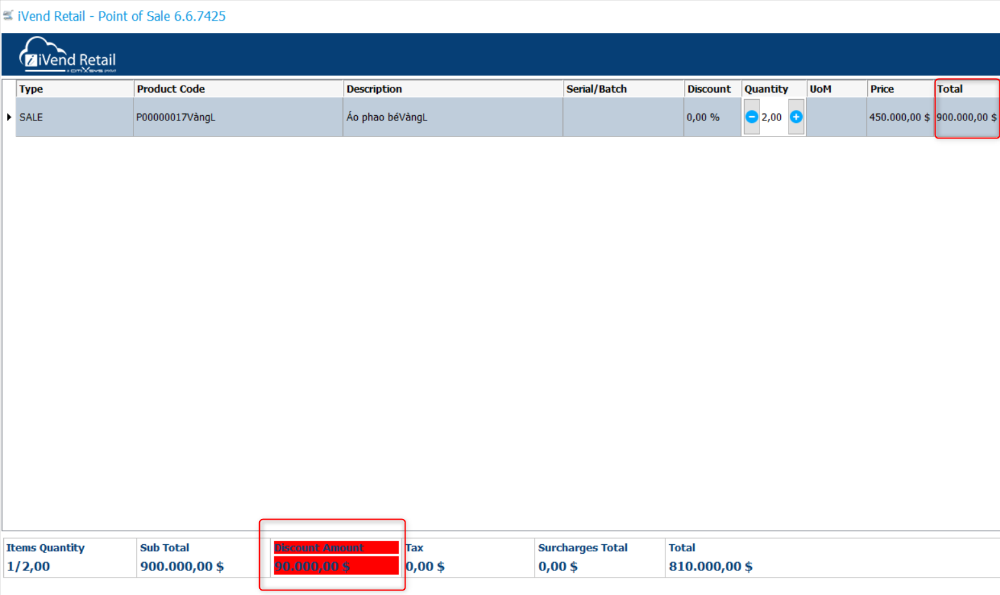 iVend Retail - Point of Sale 6.6.7425
iVend Retail
a citiXsys product
Type Product Code Description Serial/Batch Discount Quantity UoM Price Total
SALE P00000017VàngL Áo phao béVàngL 0,00 % 2,00 450.000,00 $ 900.000,00 $
Items Quantity Sub Total Discount Amount Tax Surcharges Total Total
1/2,00 900.000,00 $ 90.000,00 $ 0,00 $ 0,00 $ 810.000,00 $